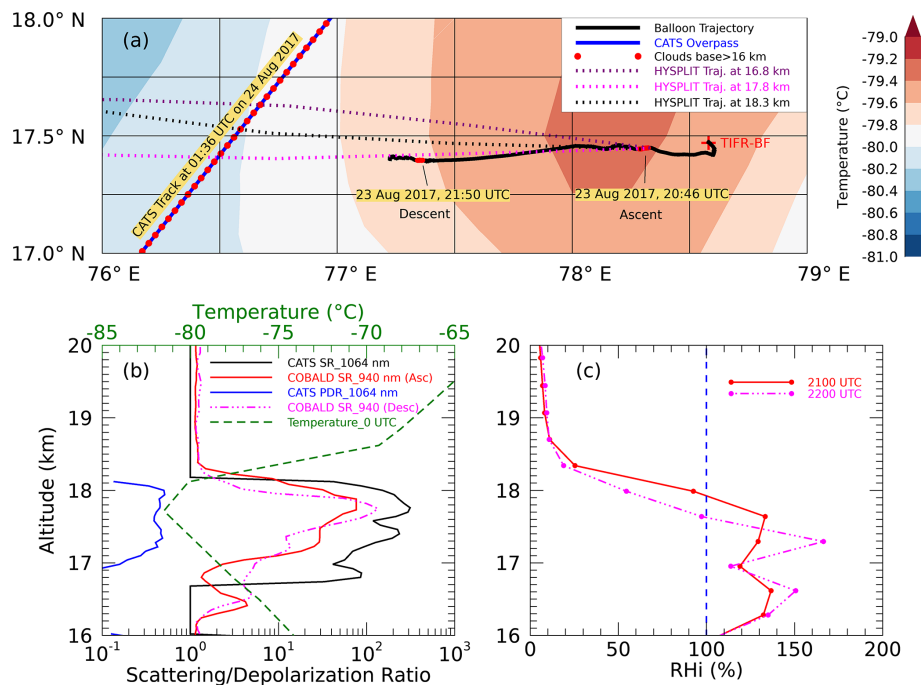 18.0° N
17.5° N
17.0° N
(a)
CATS Track at 01:36 UTC on 24 Aug 2017
Balloon Trajectory
CATS Overpass
Clouds base>16 km
HYSPLIT Traj. at 16.8 km
HYSPLIT Traj. at 17.8 km
HYSPLIT Traj. at 18.3 km
TIFR-BF
23 Aug 2017, 21:50 UTC
Descent
23 Aug 2017, 20:46 UTC
Ascent
76° E
77° E
78° E
79° E
Temperature (°C)
-79.0
-79.2
-79.4
-79.6
-79.8
-80.0
-80.2
-80.4
-80.6
-80.8
-81.0
Temperature (°C)
-85 -80 -75 -70 -65
(b)
CATS SR_1064 nm
COBALD SR_940 nm (Asc)
CATS PDR_1064 nm
COBALD SR_940 (Desc)
Temperature_0 UTC
Altitude (km)
20
19
18
17
16
10-1 100 101 102 103
Scattering/Depolarization Ratio
(c)
2100 UTC
2200 UTC
20
19
18
17
16
0 50 100 150 200
RHi (%)